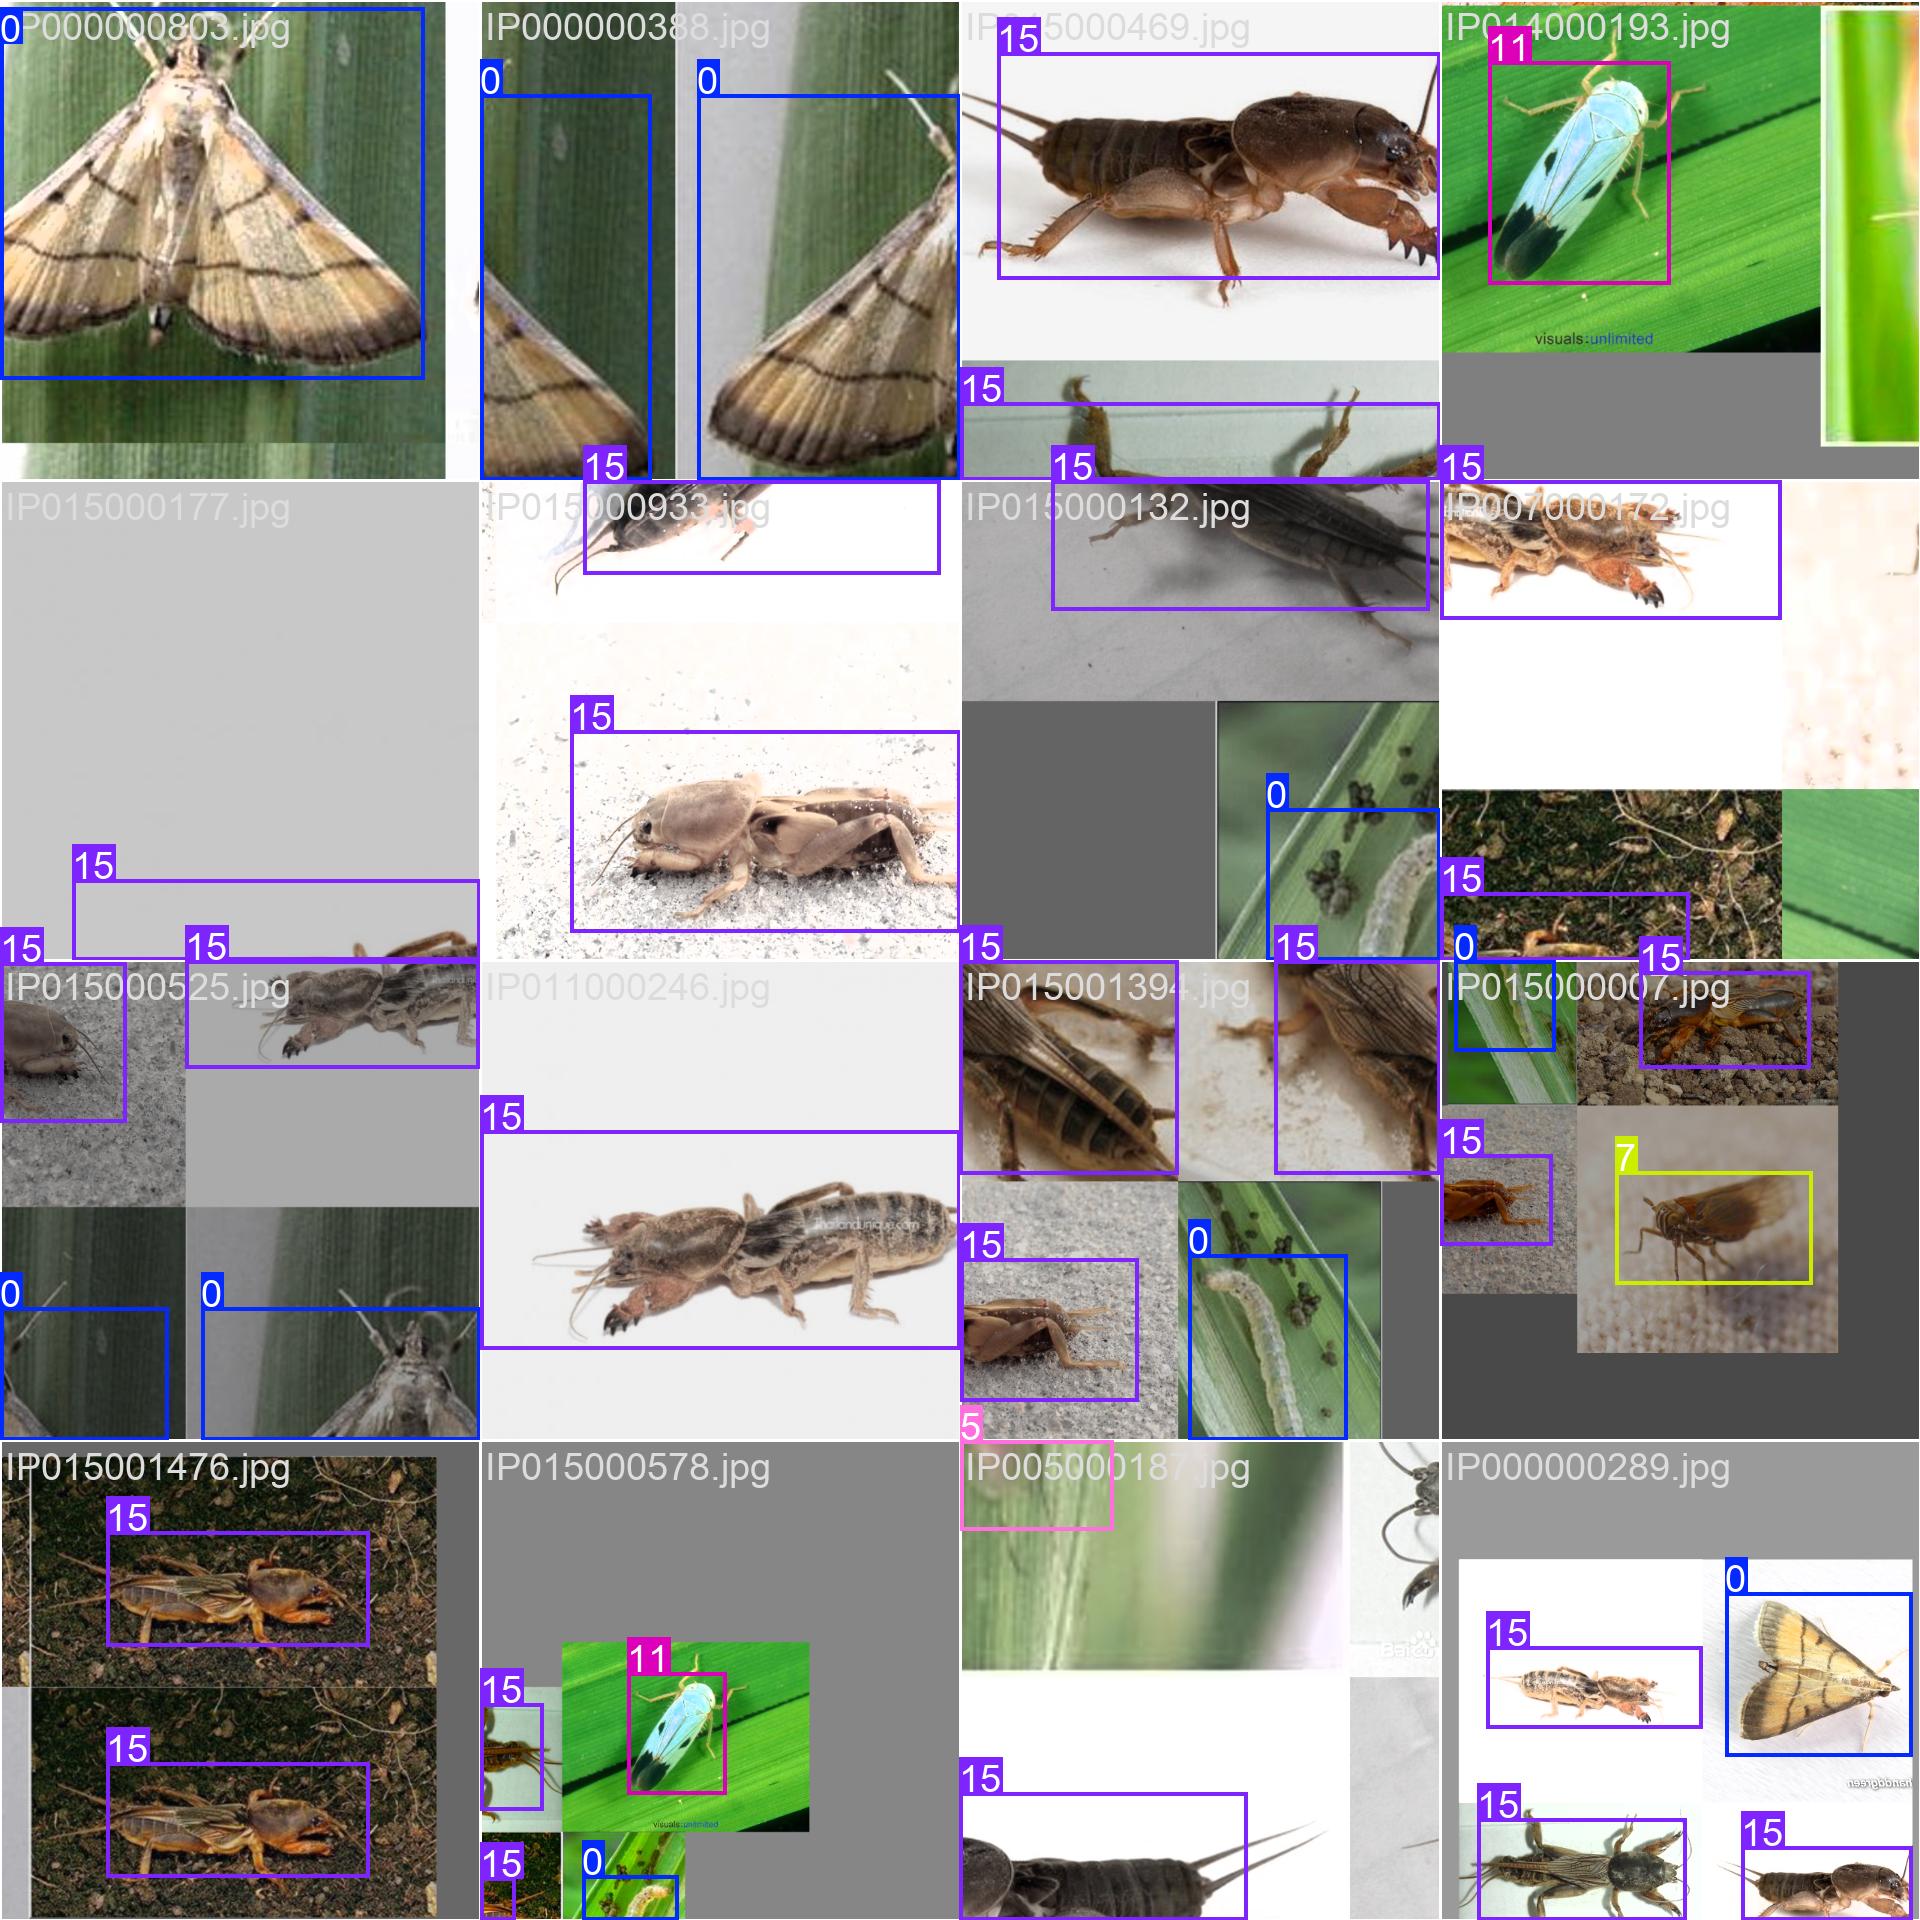 0
IP000000803.jpg
IP000000388.jpg
0
0
IP015000469.jpg
15
15
IP014000193.jpg
11
visuals:unlimited
IP015000177.jpg
15
IP015000933.jpg
15
15
IP015000132.jpg
15
0
IP007000172.jpg
15
15
IP015000525.jpg
15
15
0
0
IP011000246.jpg
15
Thailandunique.com
IP015001394.jpg
15
15
15
0
IP015000007.jpg
0
15
15
7
IP015001476.jpg
15
15
IP015000578.jpg
11
15
visuals:unlimited
15
0
IP005000187.jpg
5
Bai
15
IP000000289.jpg
0
15
15
15